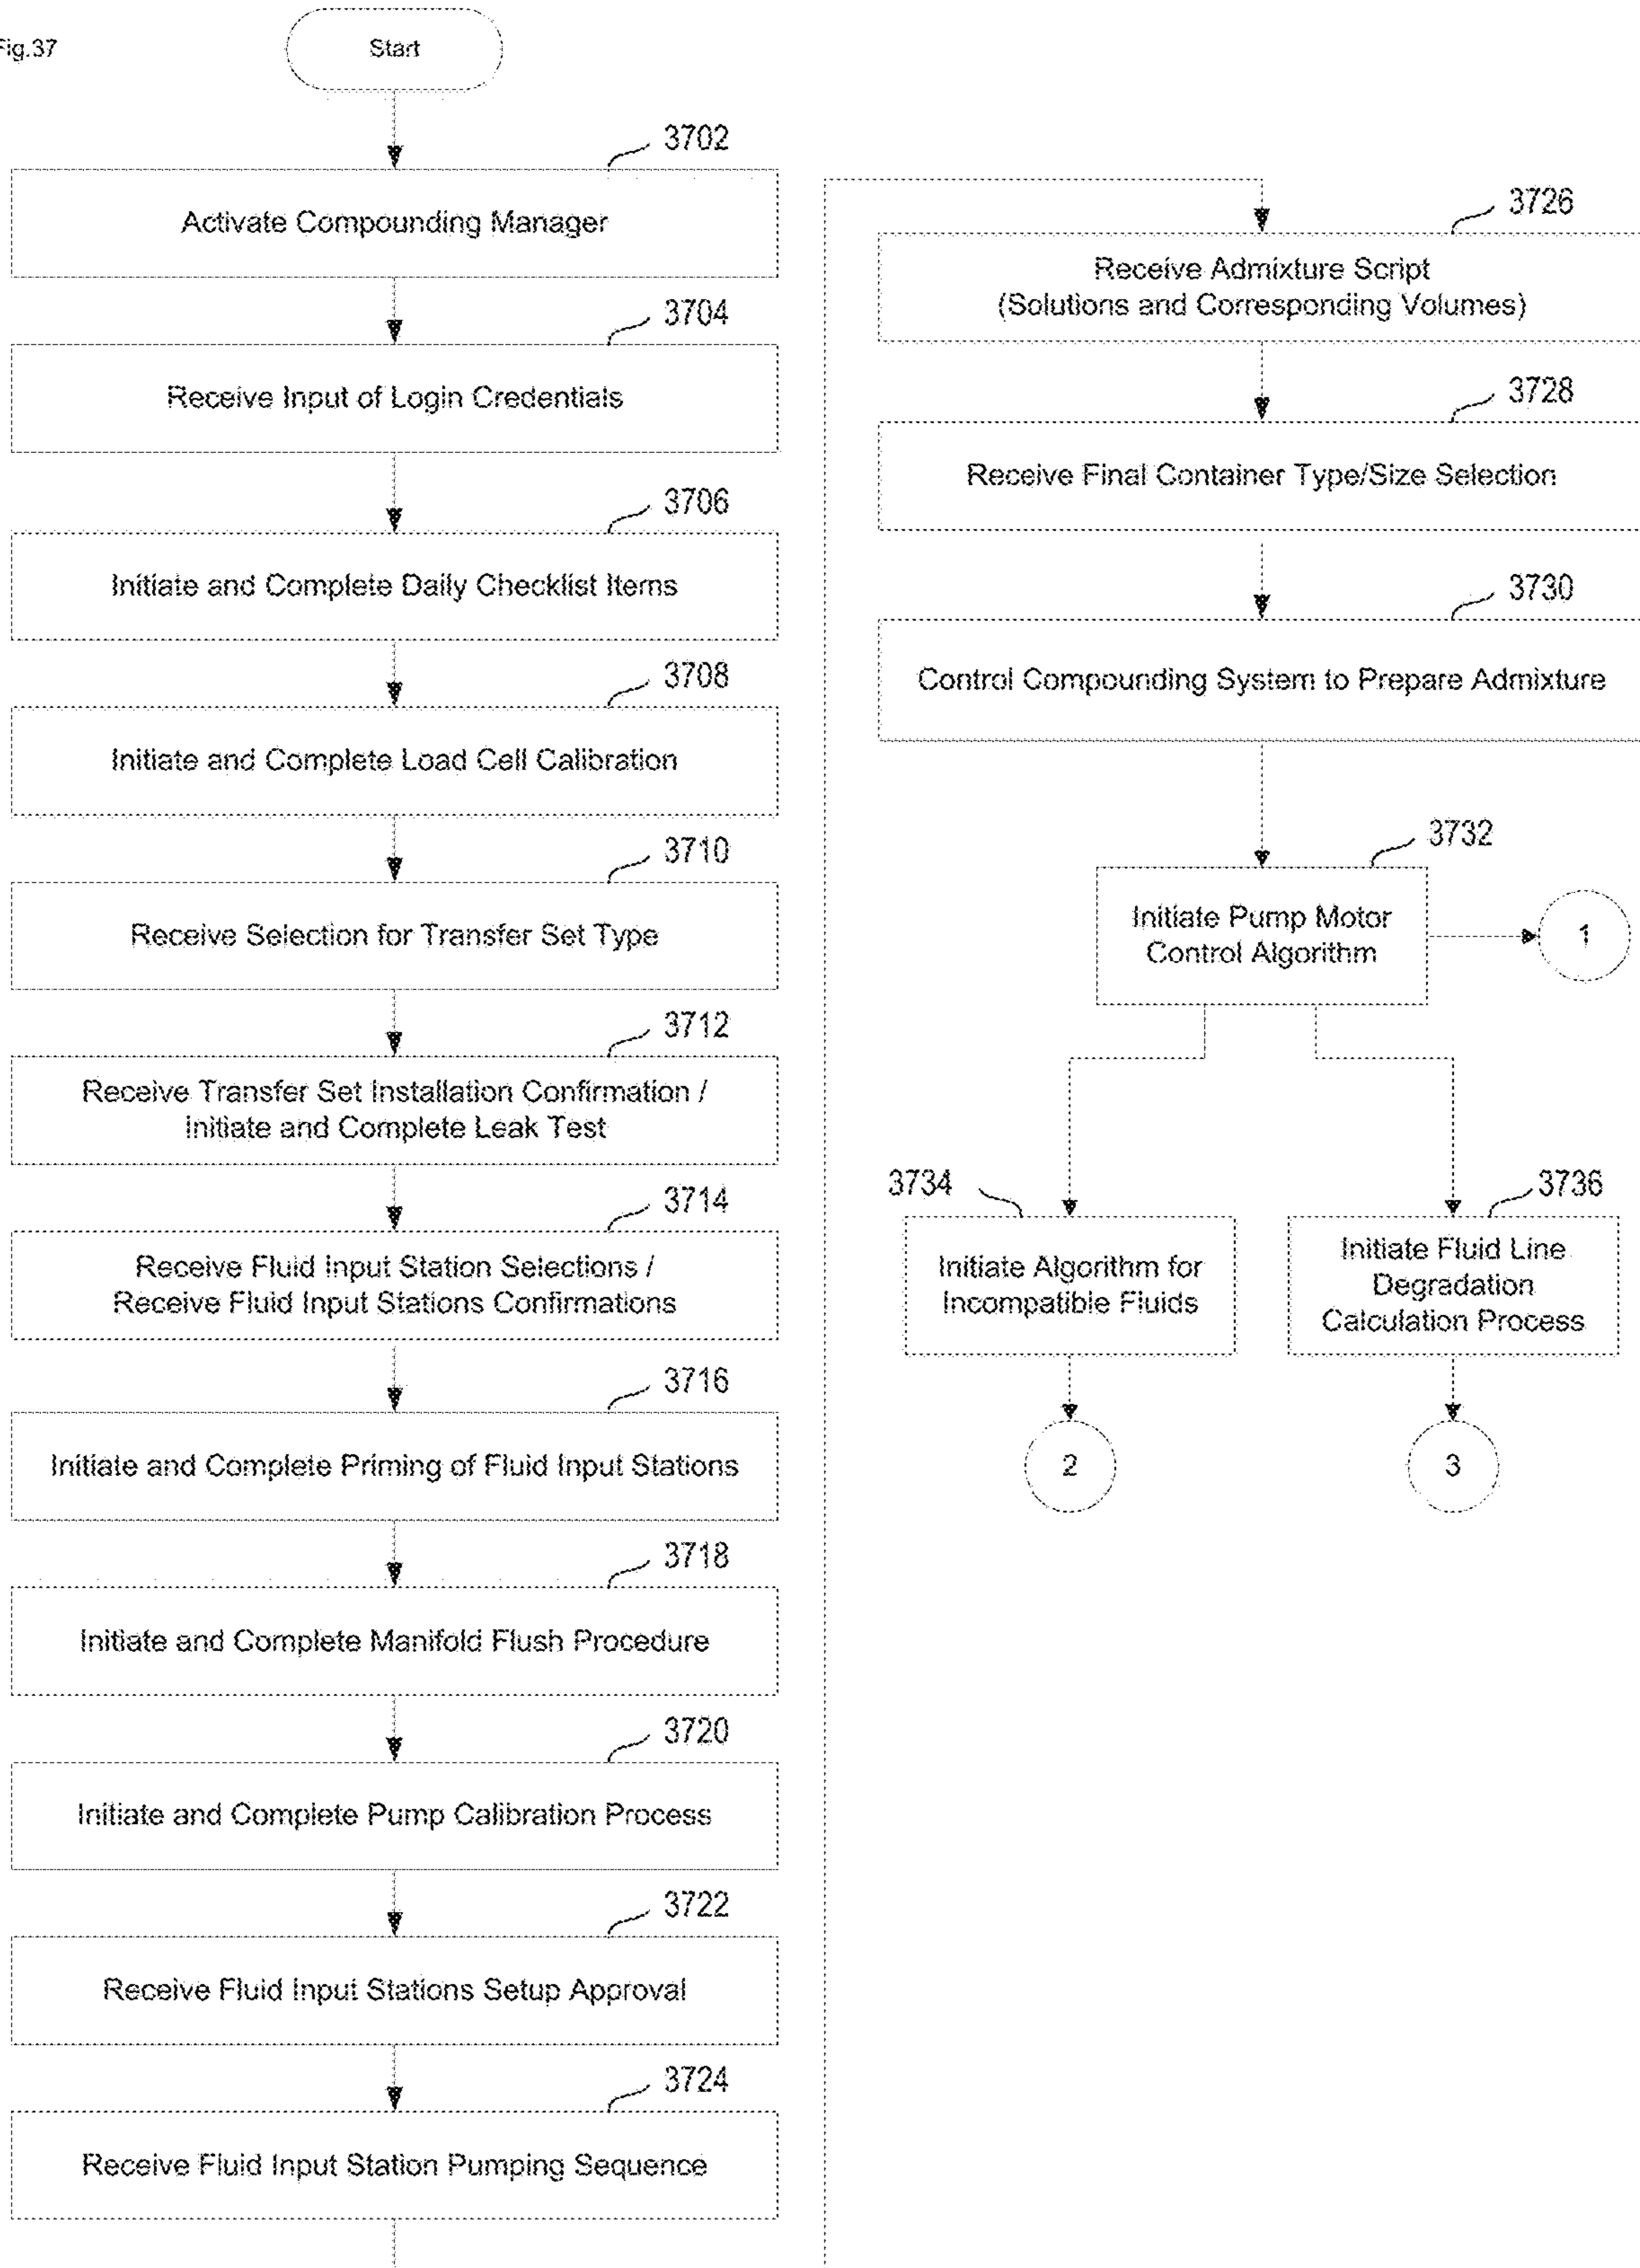 Fig.37
Start
3702
Activate Compounding Manager
3704
Receive Input of Login Credentials
3706
Initiate and Complete Daily Checklist Items
3708
Initiate and Complete Load Cell Calibration
3710
Receive Selection for Transfer Set Type
3712
Receive Transfer Set Installation Confirmation /
Initiate and Complete Leak Test
3714
Receive Fluid Input Station Selections /
Receive Fluid Input Stations Confirmations
3716
Initiate and Complete Priming of Fluid Input Stations
3718
Initiate and Complete Manifold Flush Procedure
3720
Initiate and Complete Pump Calibration Process
3722
Receive Fluid Input Stations Setup Approval
3724
Receive Fluid Input Station Pumping Sequence
3726
Receive Admixture Script
(Solutions and Corresponding Volumes)
3728
Receive Final Container Type/Size Selection
3730
Control Compounding System to Prepare Admixture
3732
Initiate Pump Motor
Control Algorithm
1
3734
Initiate Algorithm for
Incompatible Fluids
2
3736
Initiate Fluid Line
Degradation
Calculation Process
3